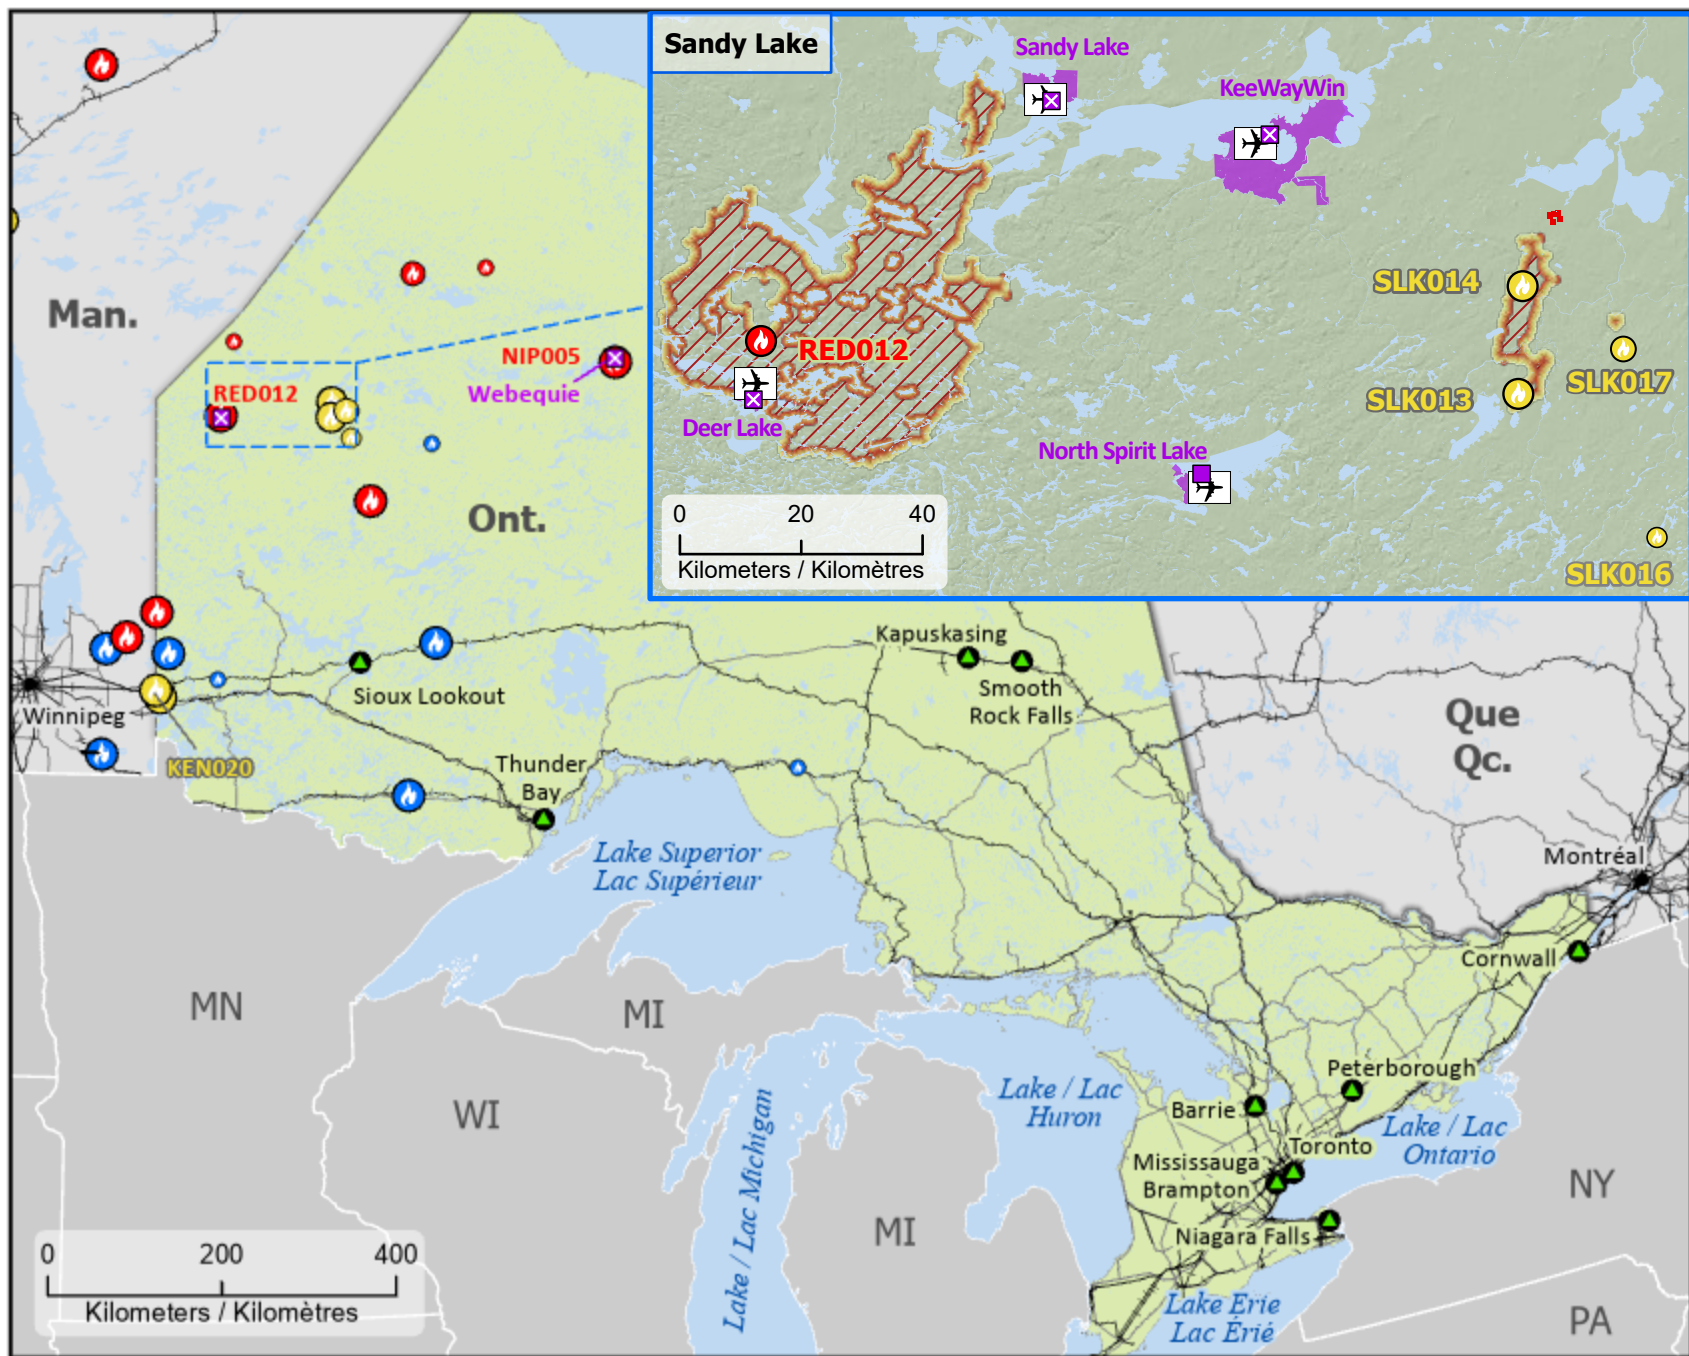 Sandy Lake
Sandy Lake
KeeWayWin
SLK014
RED012
SLK017
SLK013
Deer Lake
North Spirit Lake
SLK016
0 20 40
Kilometers / Kilomètres
Man.
NIP005
Webequie
RED012
Ont.
Kapuskasing
Smooth
Rock Falls
Sioux Lookout
Winnipeg
KEN020
Thunder
Bay
Que
Qc.
Montréal
Lake Superior
Lac Supérieur
Cornwall
MN
MI
Peterborough
Lake / Lac
Huron
Barrie
WI
Lake / Lac
Ontario
Toronto
Mississauga
Brampton
Lake / Lac Michigan
NY
MI
Niagara Falls
0 200 400
Kilometers / Kilomètres
Lake Erie
Lac Érié
PA